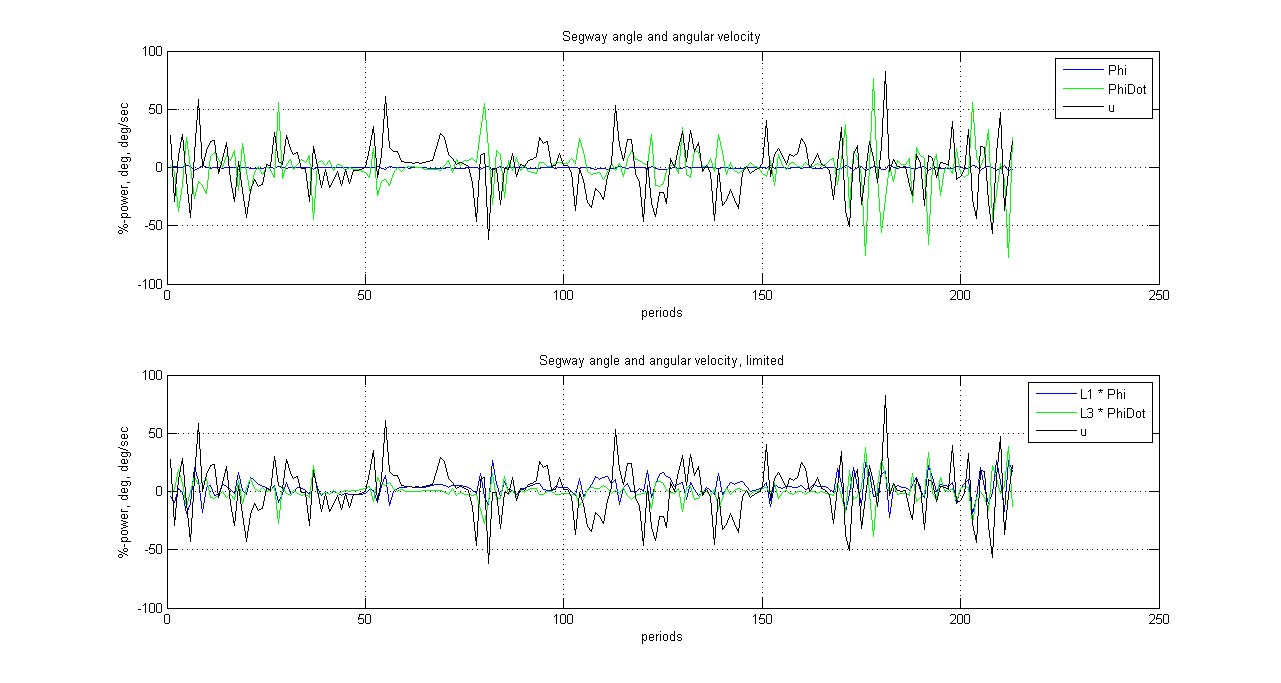 Segway angle and angular velocity
%-power, deg, deg/sec
100
50
0
-50
-100
0
50
100
150
200
250
periods
Phi
PhiDot
u
Segway angle and angular velocity, limited
%-power, deg, deg/sec
100
50
0
-50
-100
0
50
100
150
200
250
periods
L1 * Phi
L3 * PhiDot
u